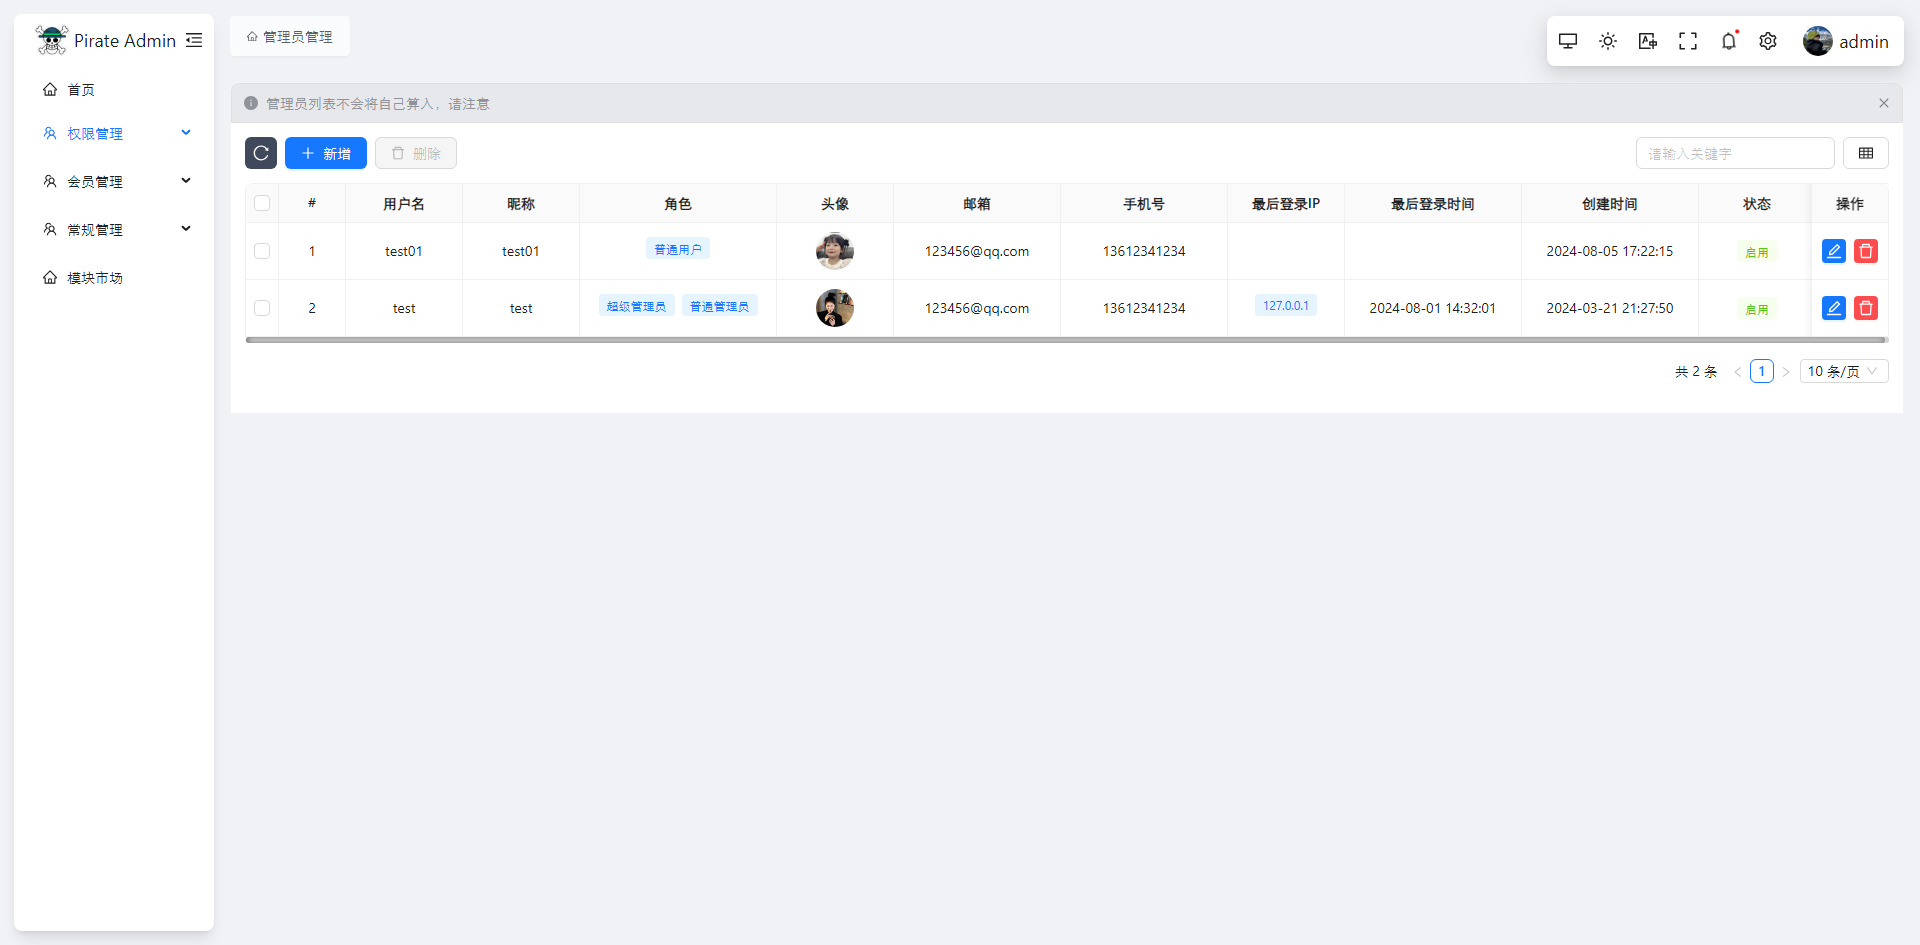 Pirate Admin
首页
权限管理
会员管理
常规管理
模块市场
管理员管理
admin
管理员列表不会将自己算入，请注意
新增 删除 请输入关键字
# 用户名 昵称 角色 头像 邮箱 手机号 最后登录IP 最后登录时间 创建时间 状态 操作
1 test01 test01 普通用户 123456@qq.com 13612341234 2024-08-05 17:22:15 启用
2 test test 超级管理员 普通管理员 123456@qq.com 13612341234 127.0.0.1 2024-08-01 14:32:01 2024-03-21 21:27:50 启用
共 2 条 < 1 > 10 条/页